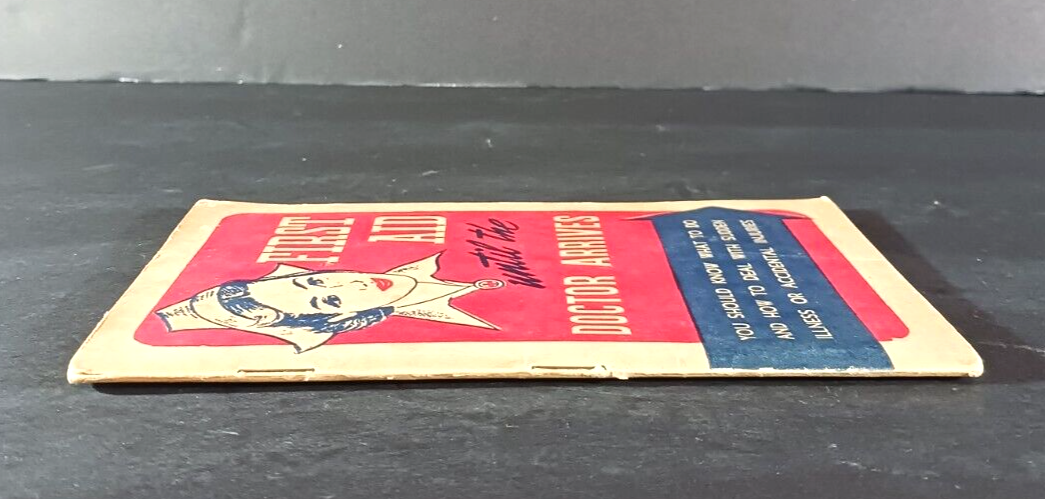 FIRST
AID
until the
DOCTOR ARRIVES
YOU SHOULD KNOW WHAT TO DO
AND HOW TO DEAL WITH SUDDEN
ILLNESS OR ACCIDENTAL INJURIES